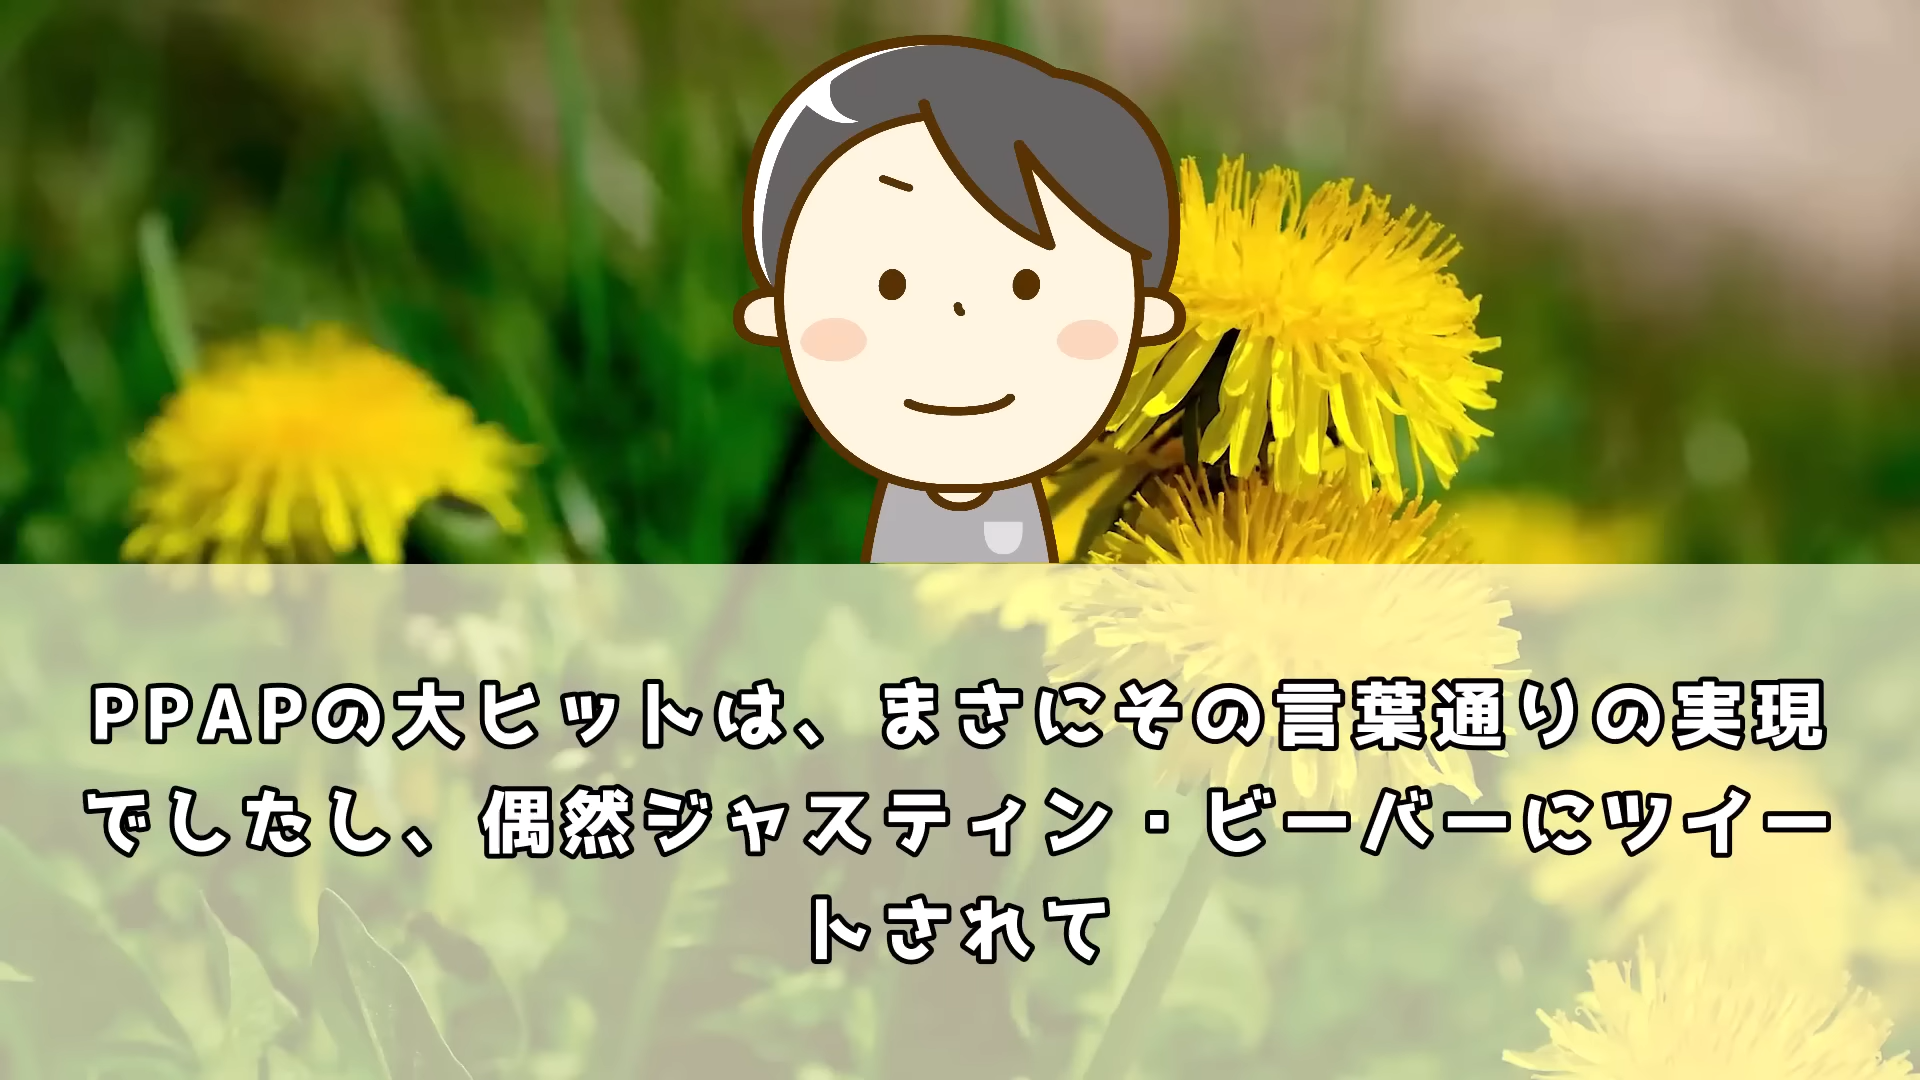 PPAPの大ヒットは、まさにその言葉通りの実現
でしたし、偶然ジャスティン・ビーバーにツイー
トされて